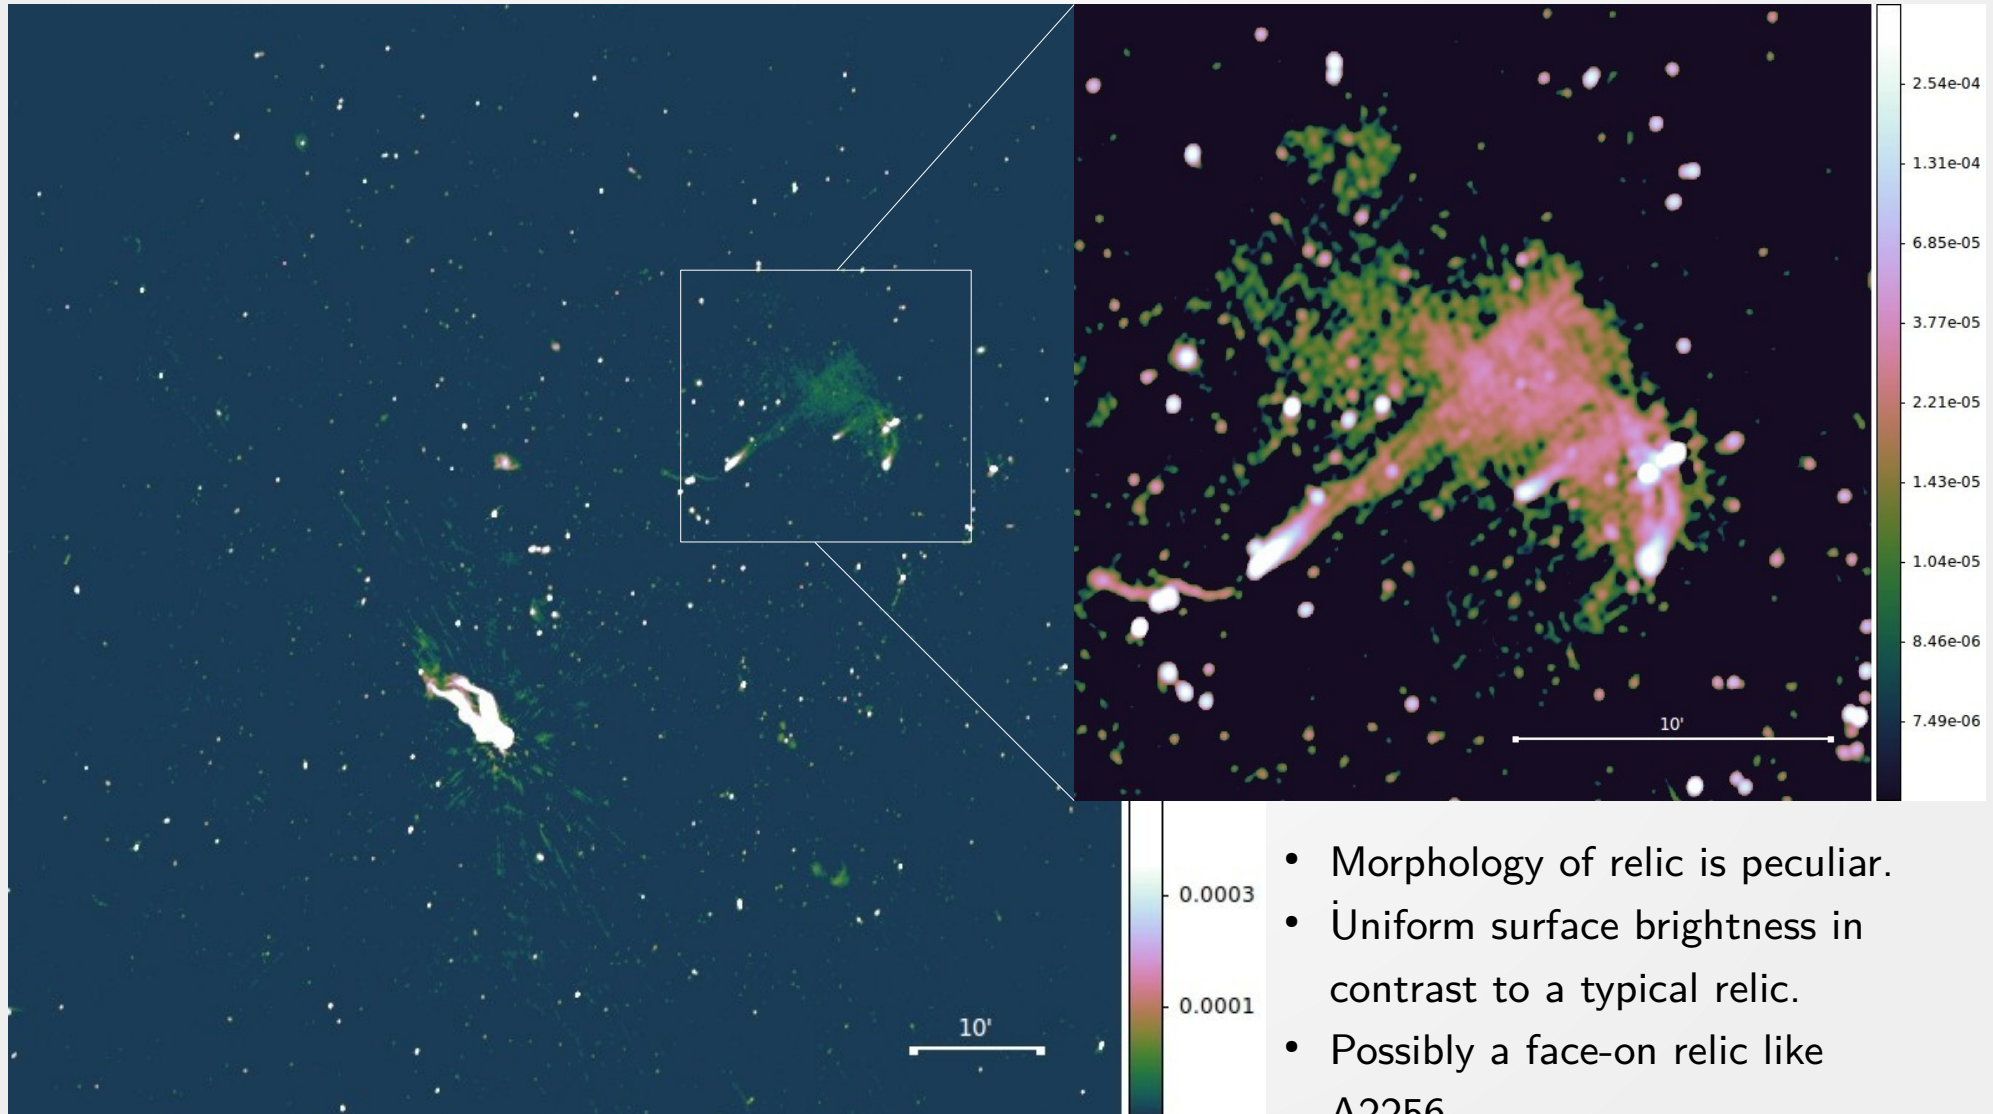 2.54e-04
1.31e-04
6.85e-05
3.77e-05
2.21e-05
1.43e-05
1.04e-05
8.46e-06
7.49e-06
10'
0.0003
0.0001
10'
• Morphology of relic is peculiar.
• Uniform surface brightness in
contrast to a typical relic.
• Possibly a face-on relic like
A2256